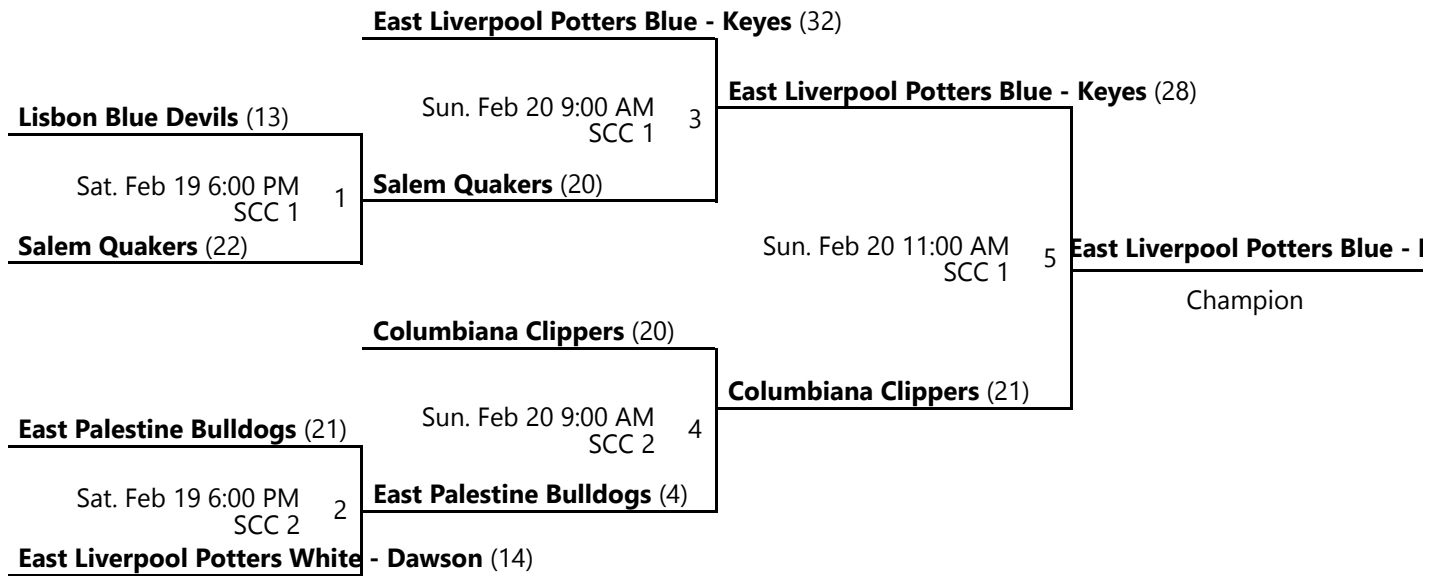 East Liverpool Potters Blue - Keyes (32)
Sun. Feb 20 9:00 AM
SCC 1
3
East Liverpool Potters Blue - Keyes (28)
Lisbon Blue Devils (13)
Sat. Feb 19 6:00 PM
SCC 1
1
Salem Quakers (20)
Salem Quakers (22)
Sun. Feb 20 11:00 AM
SCC 1
5
East Liverpool Potters Blue -
Champion
Columbiana Clippers (20)
Sun. Feb 20 9:00 AM
SCC 2
4
Columbiana Clippers (21)
East Palestine Bulldogs (21)
Sat. Feb 19 6:00 PM
SCC 2
2
East Palestine Bulldogs (4)
East Liverpool Potters White - Dawson (14)